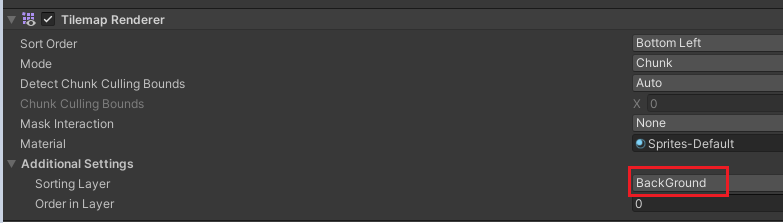 Tilemap Renderer
Sort Order Bottom Left
Mode Chunk
Detect Chunk Culling Bounds Auto
Chunk Culling Bounds X 0
Mask Interaction None
Material Sprites-Default
Additional Settings
Sorting Layer BackGround
Order in Layer 0